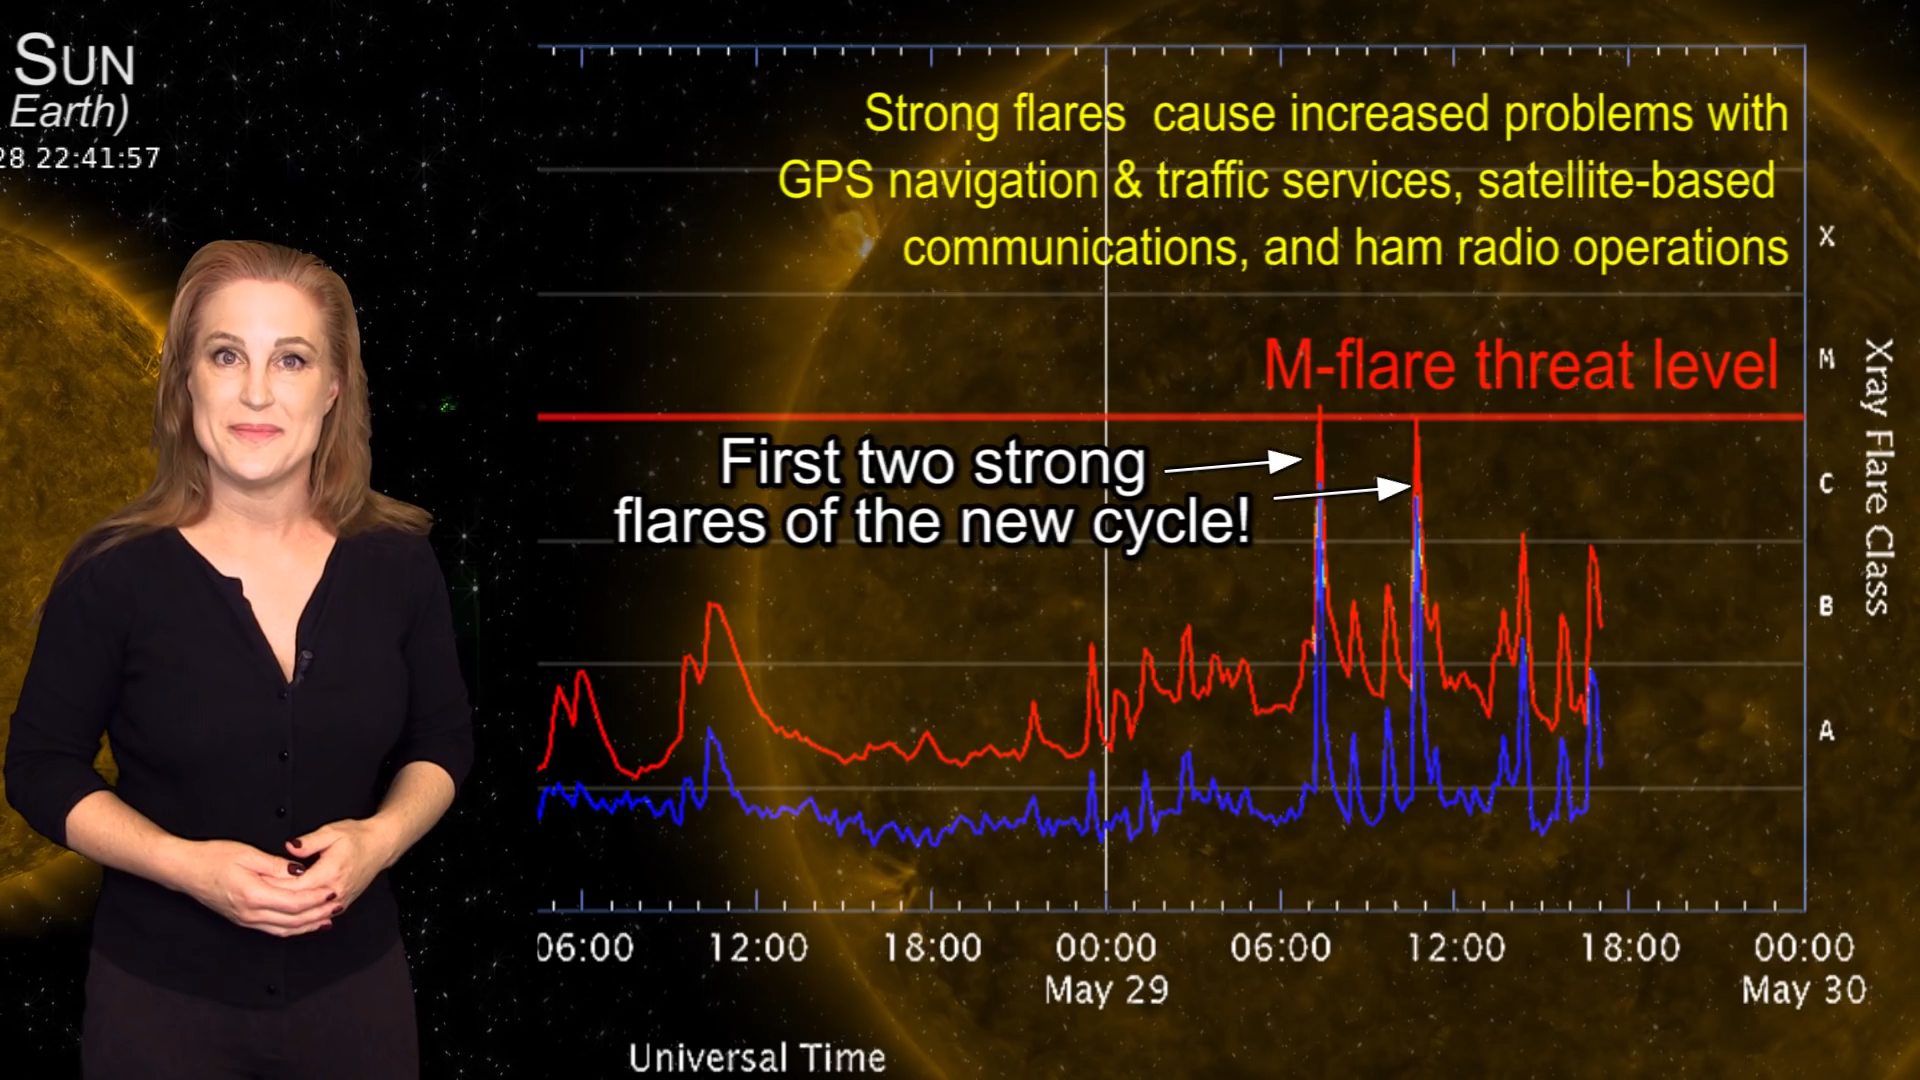 SUN
Earth)
28 22:41:57
Strong flares cause increased problems with
GPS navigation & traffic services, satellite-based
communications, and ham radio operations
M-flare threat level
First two strong
flares of the new cycle!
X
M
C
B
A
Xray Flare Class
06:00 12:00 18:00 00:00 06:00 12:00 18:00 00:00
May 29 May 30
Universal Time